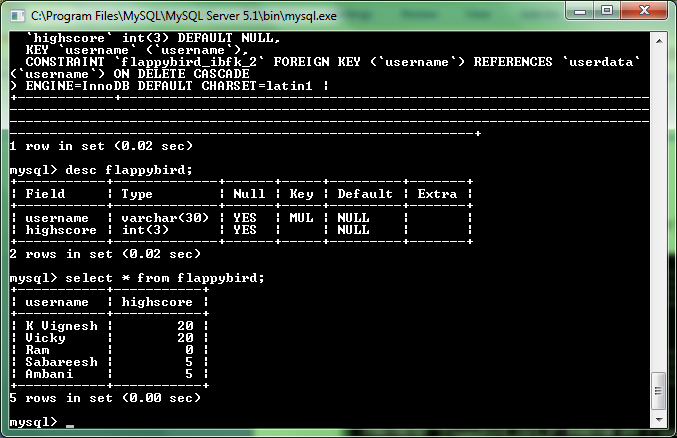 C:\Program Files\MySQL\MySQL Server 5.1\bin\mysql.exe
`highscore` int(3) DEFAULT NULL,
KEY `username` (`username`),
CONSTRAINT `flappybird_ibfk_2` FOREIGN KEY (`username`) REFERENCES `userdata`
(`username`) ON DELETE CASCADE
) ENGINE=InnoDB DEFAULT CHARSET=latin1 |
1 row in set (0.02 sec)
mysql> desc flappybird;
| Field | Type | Null | Key | Default | Extra |
| username | varchar(30) | YES | MUL | NULL | |
| highscore | int(3) | YES | | NULL | |
2 rows in set (0.02 sec)
mysql> select * from flappybird;
| username | highscore |
| K Vignesh | 20 |
| Vicky | 20 |
| Ram | 0 |
| Sabareesh | 5 |
| Ambani | 5 |
5 rows in set (0.00 sec)
mysql> _